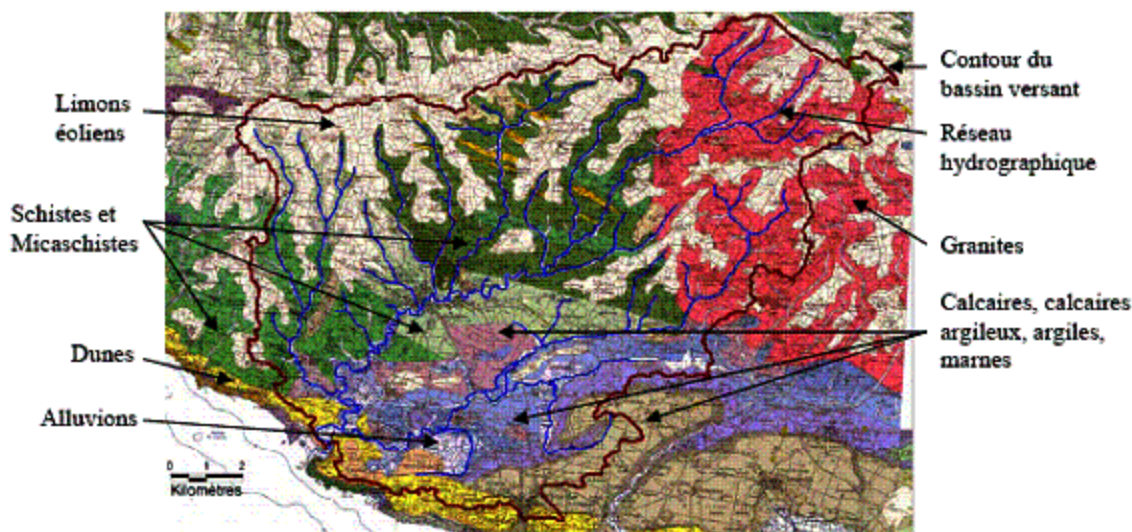 Limons
éoliens
Schistes et
Micaschistes
Dunes
Alluvions
0 1 2
Kilomètres
Contour du
bassin versant
Réseau
hydrographique
Granites
Calcaires, calcaires
argileux, argiles,
marnes